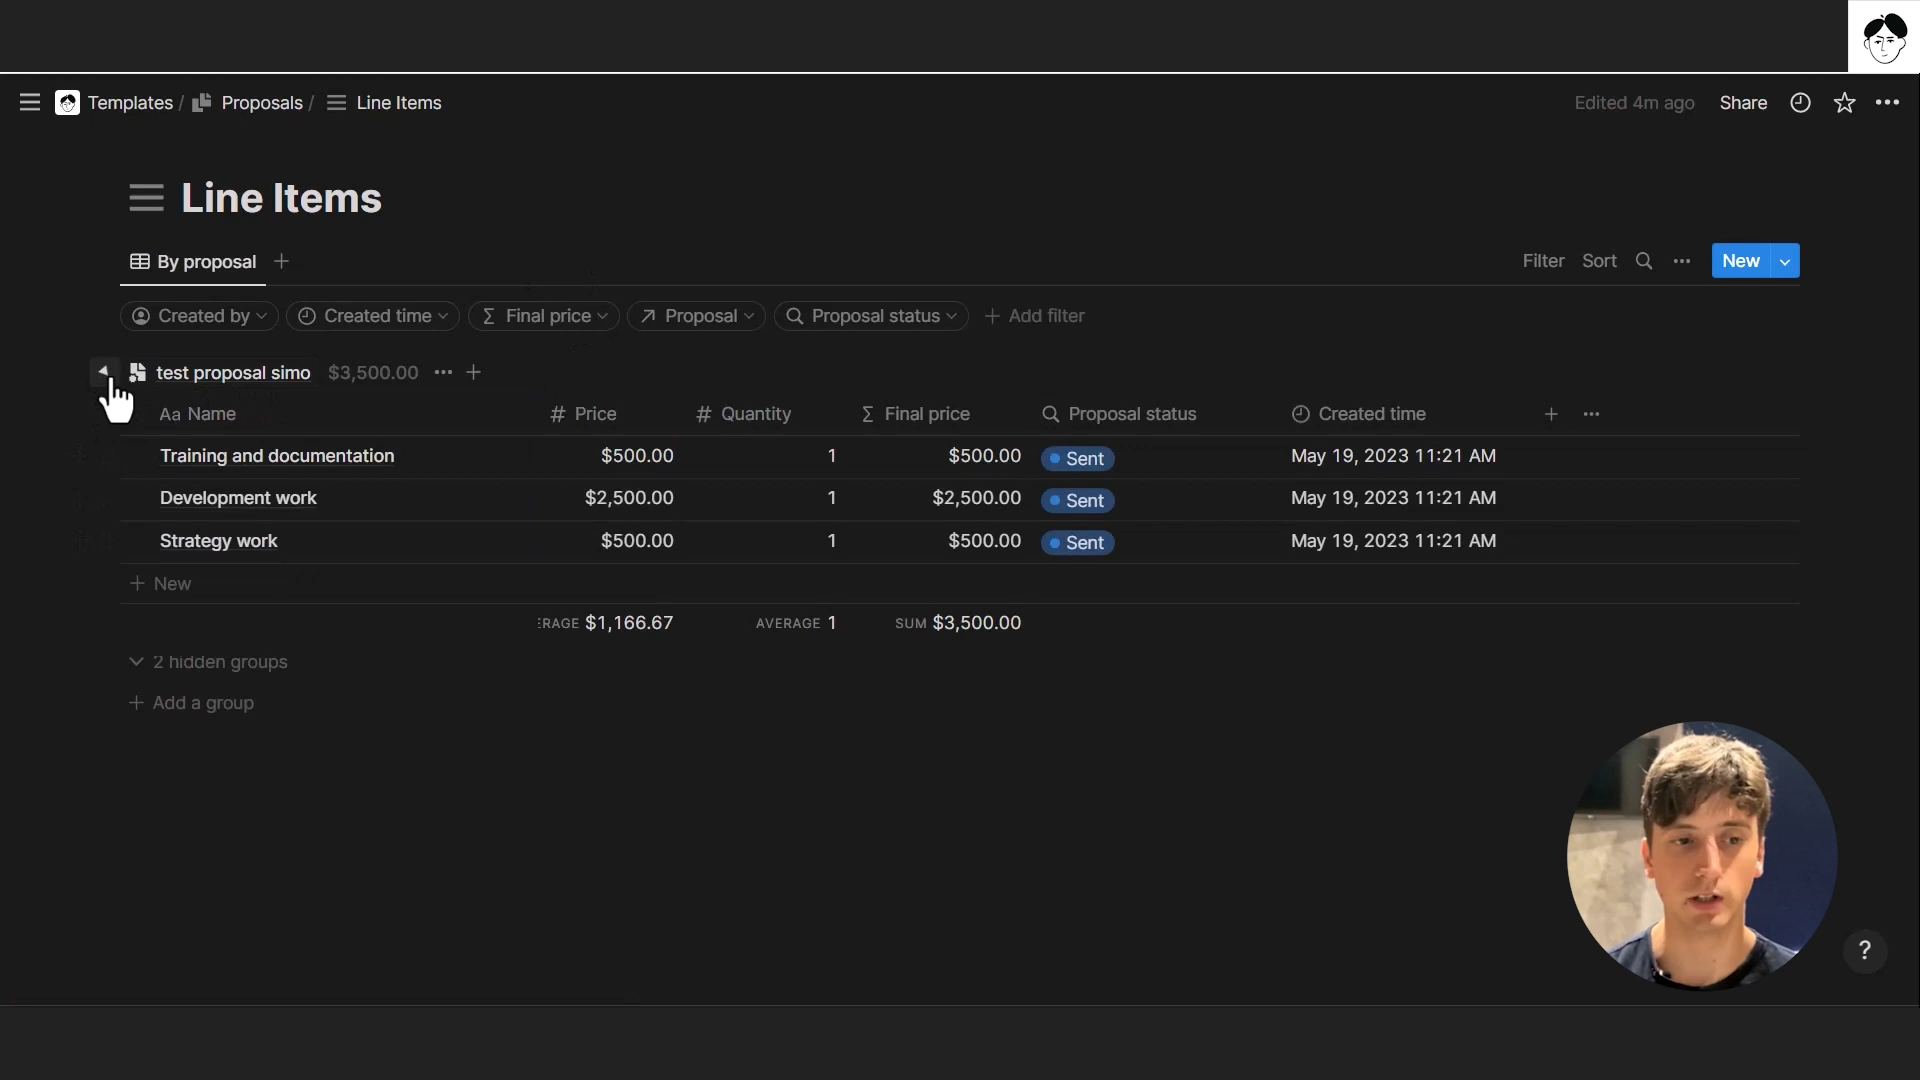 Templates / Proposals / Line Items Edited 4m ago Share
Line Items
By proposal Filter Sort New
Created by Created time Final price Proposal Proposal status Add filter
test proposal simo $3,500.00
Aa Name # Price # Quantity Σ Final price Proposal status Created time
Training and documentation $500.00 1 $500.00 Sent May 19, 2023 11:21 AM
Development work $2,500.00 1 $2,500.00 Sent May 19, 2023 11:21 AM
Strategy work $500.00 1 $500.00 Sent May 19, 2023 11:21 AM
+ New
ERAGE $1,166.67 AVERAGE 1 SUM $3,500.00
2 hidden groups
+ Add a group
?